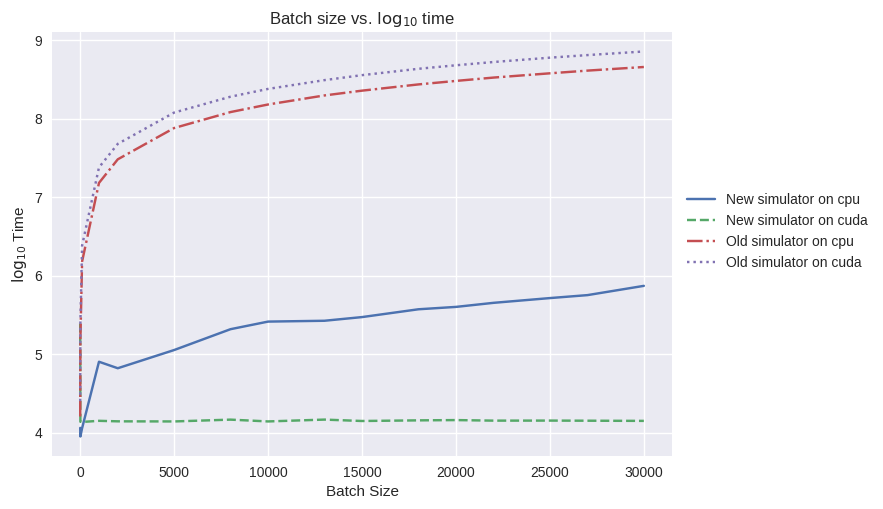 Batch size vs. log₁₀ time
log₁₀ Time
9
8
7
6
5
4
0 5000 10000 15000 20000 25000 30000
Batch Size
New simulator on cpu
New simulator on cuda
Old simulator on cpu
Old simulator on cuda